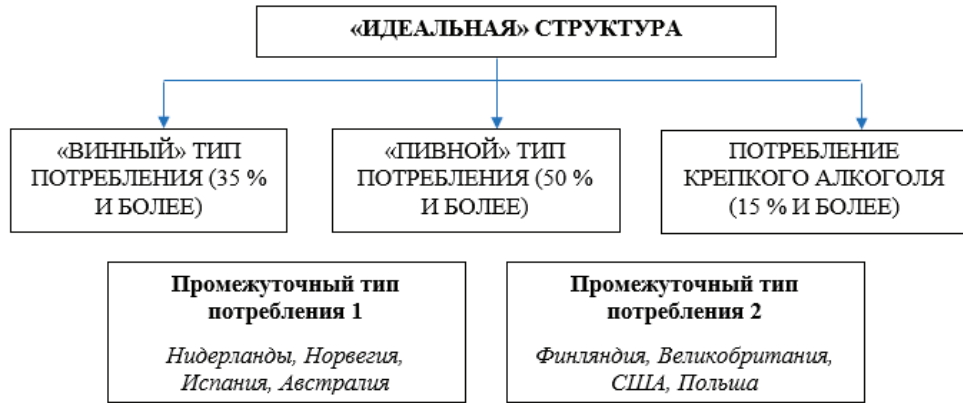 «ИДЕАЛЬНАЯ» СТРУКТУРА
«ВИННЫЙ» ТИП
ПОТРЕБЛЕНИЯ (35 %
И БОЛЕЕ)
«ПИВНОЙ» ТИП
ПОТРЕБЛЕНИЯ (50 %
И БОЛЕЕ)
ПОТРЕБЛЕНИЕ
КРЕПКОГО АЛКОГОЛЯ
(15 % И БОЛЕЕ)
Промежуточный тип
потребления 1
Нидерланды, Норвегия,
Испания, Австралия
Промежуточный тип
потребления 2
Финляндия, Великобритания,
США, Польша